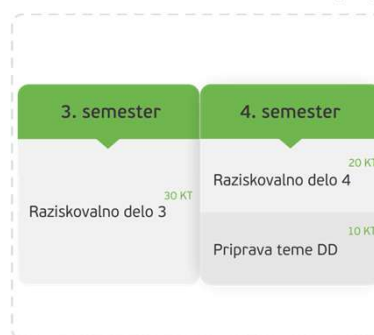 3. semester
30 KT
Raziskovalno delo 3
4. semester
20 KT
Raziskovalno delo 4
10 KT
Priprava teme DD